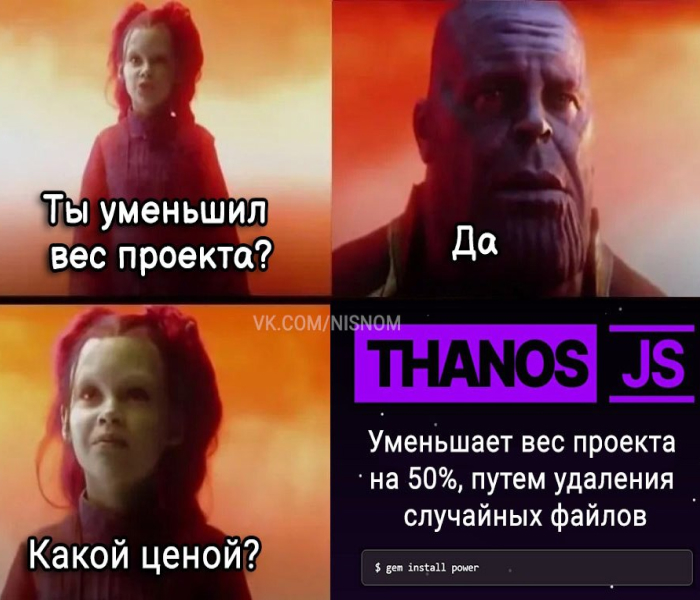 Ты уменьшил
вес проекта?
Да
VK.COM/NISNOM
Какой ценой?
THANOS JS
Уменьшает вес проекта
на 50%, путем удаления
случайных файлов
$ gem install power